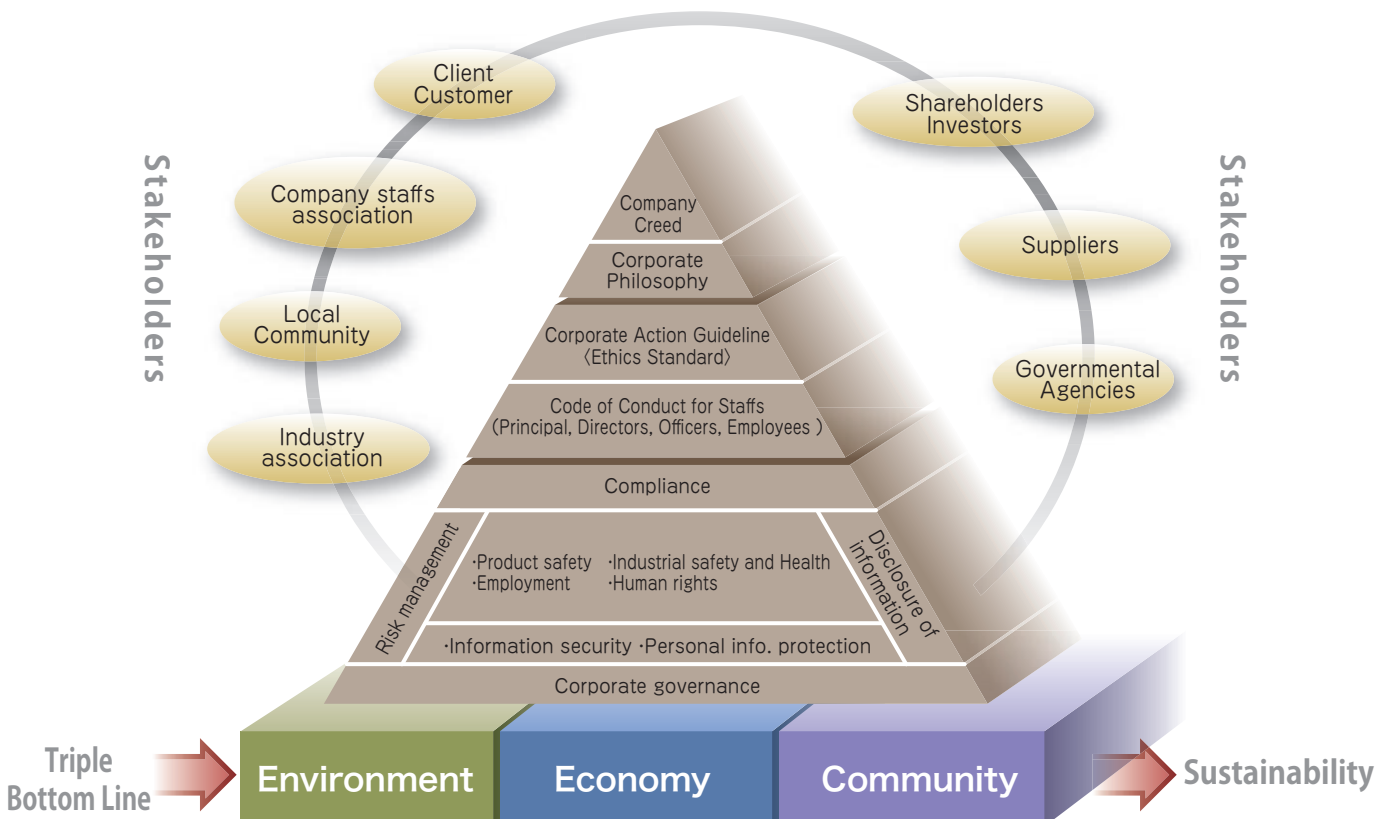 Client
Customer
Shareholders
Investors
Stakeholders
Stakeholders
Company staffs
association
Suppliers
Local
Community
Governmental
Agencies
Industry
association
Company
Creed
Corporate
Philosophy
Corporate Action Guideline
〈Ethics Standard〉
Code of Conduct for Staffs
(Principal, Directors, Officers, Employees )
Compliance
Risk management
·Product safety ·Industrial safety and Health
·Employment ·Human rights
Disclosure of
information
·Information security ·Personal info. protection
Corporate governance
Triple
Bottom Line
Environment
Economy
Community
Sustainability